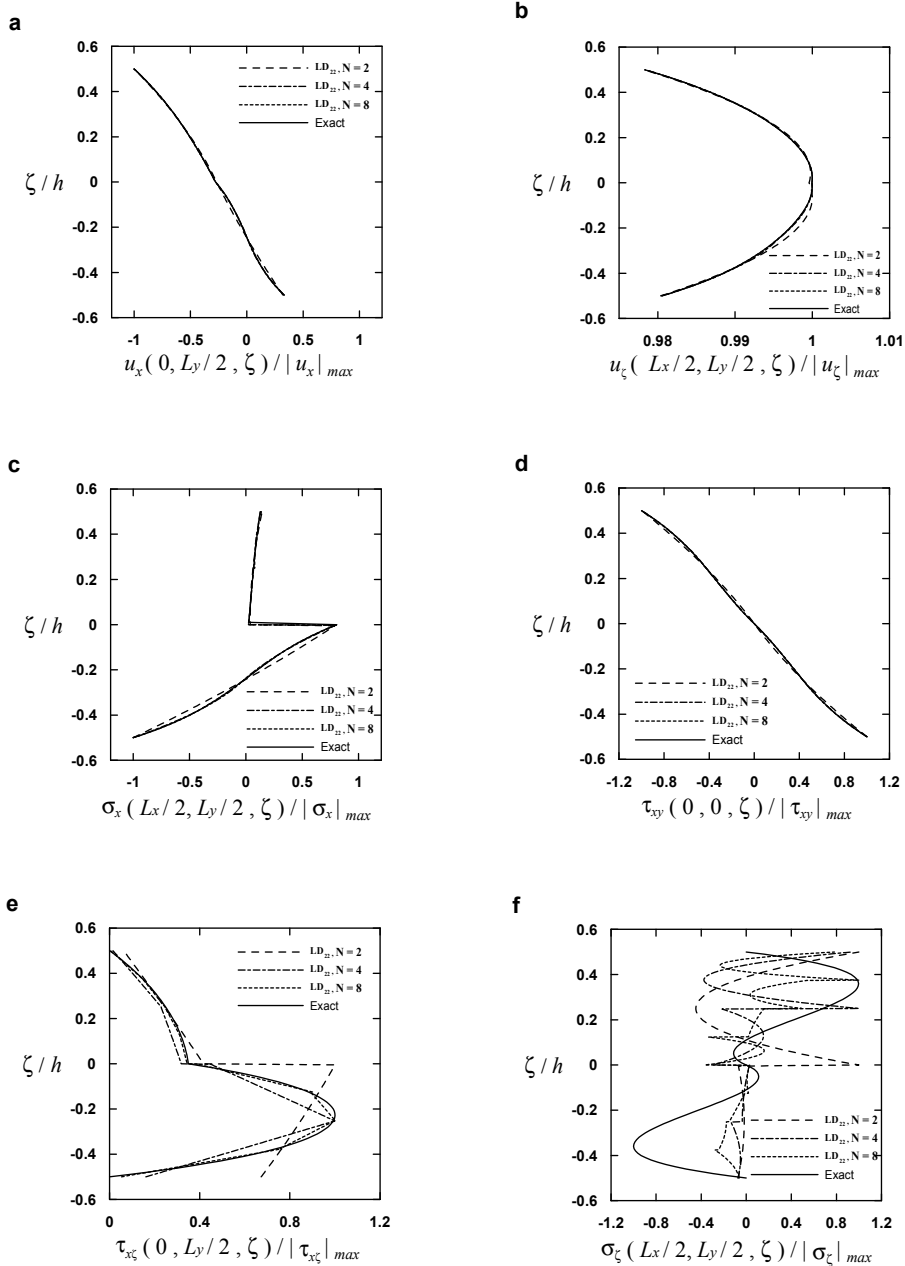 a
0.6
0.4
0.2
0
-0.2
-0.4
-0.6
ζ / h
LD₂₂, N = 2
LD₂₂, N = 4
LD₂₂, N = 8
Exact
-1 -0.5 0 0.5 1
uₓ ( 0 , Ly / 2 , ζ ) / | uₓ | max
b
0.6
0.4
0.2
0
-0.2
-0.4
-0.6
ζ / h
LD₂₂, N = 2
LD₂₂, N = 4
LD₂₂, N = 8
Exact
0.98 0.99 1 1.01
uζ ( Lx / 2, Ly / 2 , ζ ) / | uζ | max
c
0.6
0.4
0.2
0
-0.2
-0.4
-0.6
ζ / h
LD₂₂, N = 2
LD₂₂, N = 4
LD₂₂, N = 8
Exact
-1 -0.5 0 0.5 1
σₓ ( Lx / 2, Ly / 2 , ζ ) / | σₓ | max
d
0.6
0.4
0.2
0
-0.2
-0.4
-0.6
ζ / h
LD₂₂, N = 2
LD₂₂, N = 4
LD₂₂, N = 8
Exact
-1.2 -0.8 -0.4 0 0.4 0.8 1.2
τxy ( 0 , 0 , ζ ) / | τxy | max
e
0.6
0.4
0.2
0
-0.2
-0.4
-0.6
ζ / h
LD₂₂, N = 2
LD₂₂, N = 4
LD₂₂, N = 8
Exact
0 0.4 0.8 1.2
τxζ ( 0 , Ly / 2 , ζ ) / | τxζ | max
f
0.6
0.4
0.2
0
-0.2
-0.4
-0.6
ζ / h
LD₂₂, N = 2
LD₂₂, N = 4
LD₂₂, N = 8
Exact
-1.2 -0.8 -0.4 0 0.4 0.8 1.2
σζ ( Lx / 2, Ly / 2 , ζ ) / | σζ | max